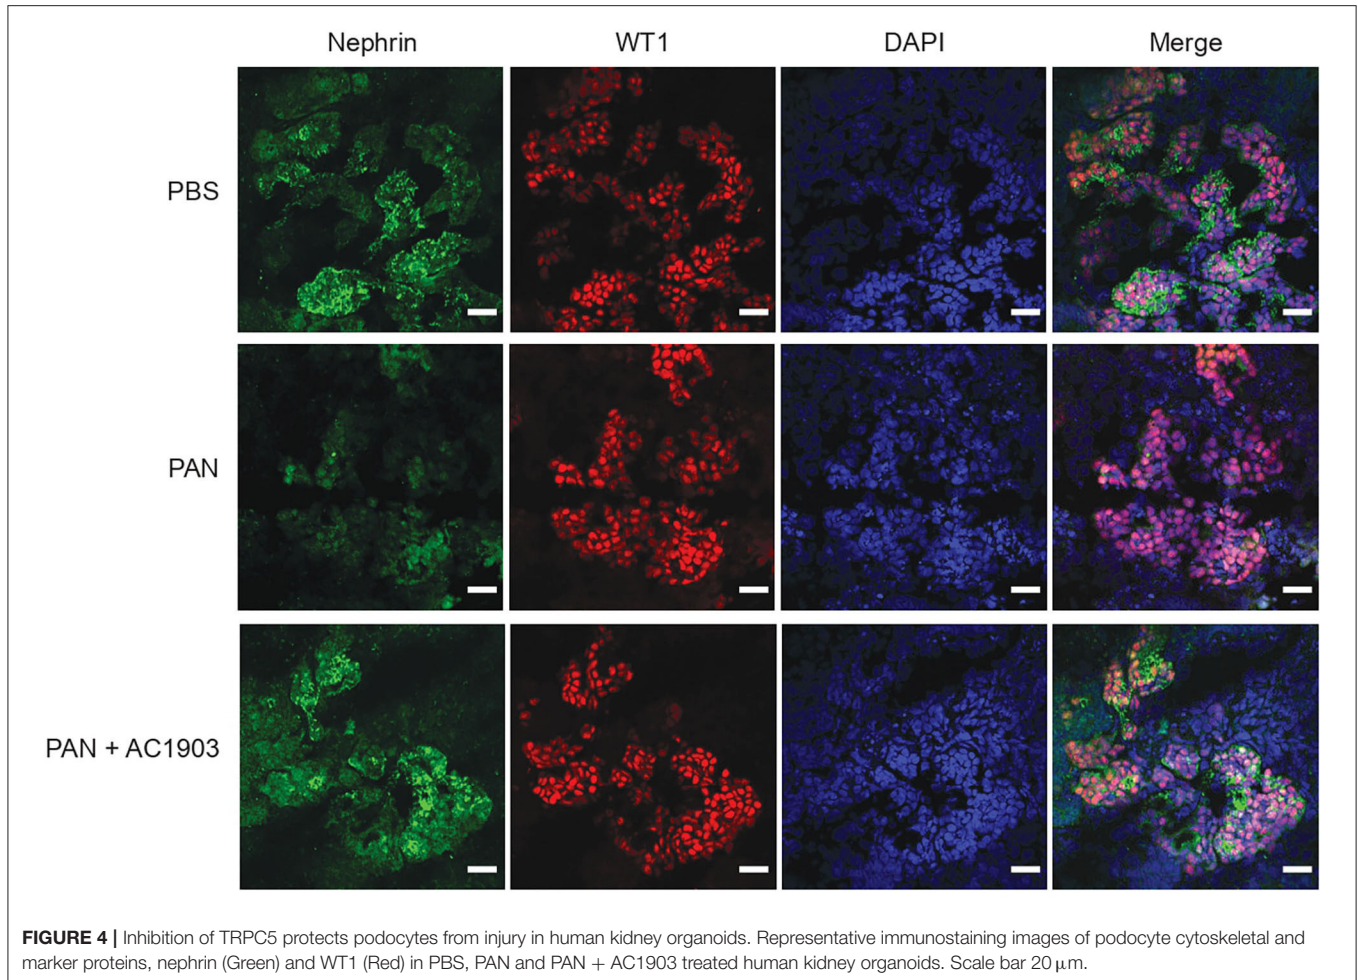 Nephrin WT1 DAPI Merge
PBS
PAN
PAN + AC1903
FIGURE 4 | Inhibition of TRPC5 protects podocytes from injury in human kidney organoids. Representative immunostaining images of podocyte cytoskeletal and
marker proteins, nephrin (Green) and WT1 (Red) in PBS, PAN and PAN + AC1903 treated human kidney organoids. Scale bar 20 μm.